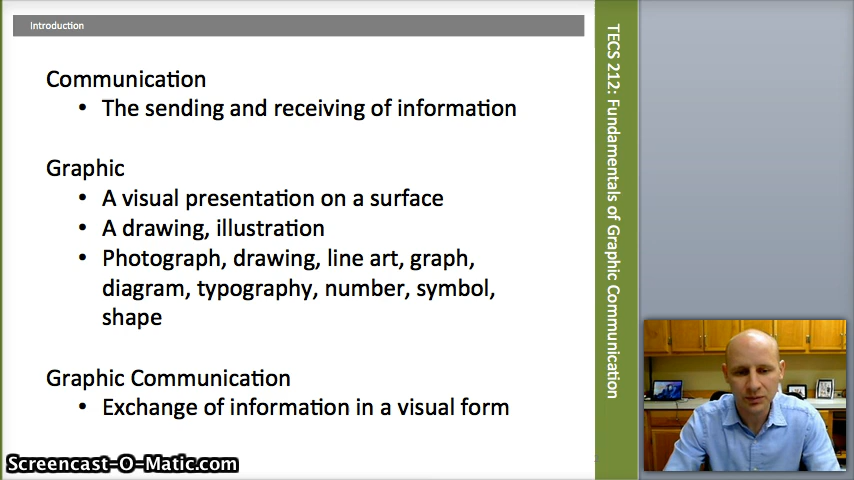 Introduction
Communication
• The sending and receiving of information
Graphic
• A visual presentation on a surface
• A drawing, illustration
• Photograph, drawing, line art, graph,
diagram, typography, number, symbol,
shape
Graphic Communication
• Exchange of information in a visual form
TECS 212: Fundamentals of Graphic Communication
Screencast-O-Matic.com